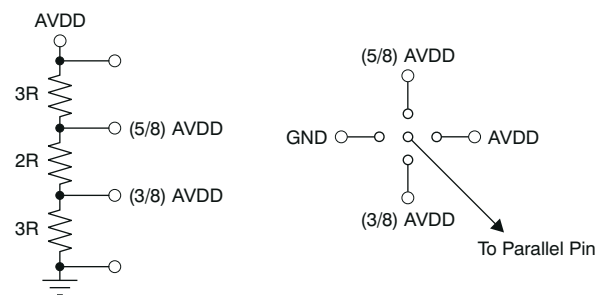 AVDD
3R
(5/8) AVDD
2R
(3/8) AVDD
3R
(5/8) AVDD
GND
AVDD
(3/8) AVDD
To Parallel Pin